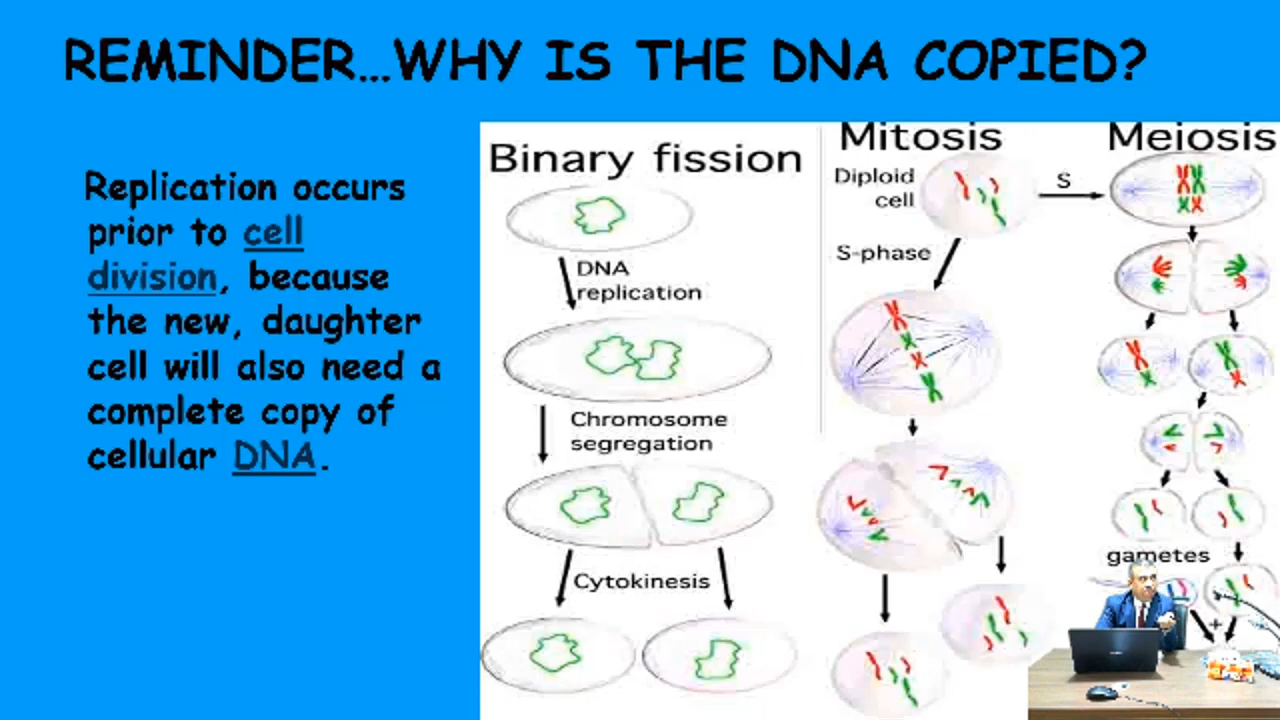 REMINDER...WHY IS THE DNA COPIED?
Replication occurs
prior to cell
division, because
the new, daughter
cell will also need a
complete copy of
cellular DNA.
Binary fission
DNA
replication
Chromosome
segregation
Cytokinesis
Mitosis
Diploid
cell
S
S-phase
Meiosis
gametes
+